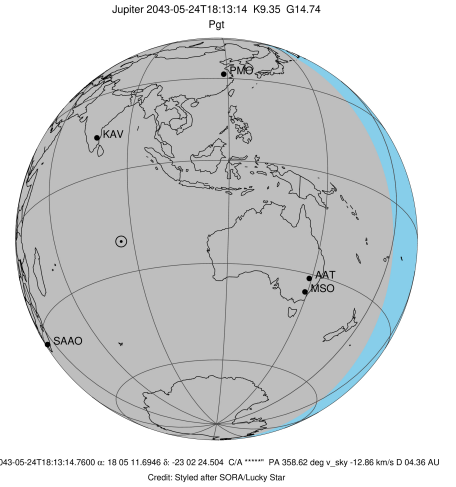 Jupiter 2043-05-24T18:13:14 K9.35 G14.74
Pgt
PMO
KAV
AAT
MSO
SAAO
043-05-24T18:13:14.7600 α: 18 05 11.6946 δ: -23 02 24.504 C/A *****" PA 358.62 deg v_sky -12.86 km/s D 04.36 AU
Credit: Styled after SORA/Lucky Star